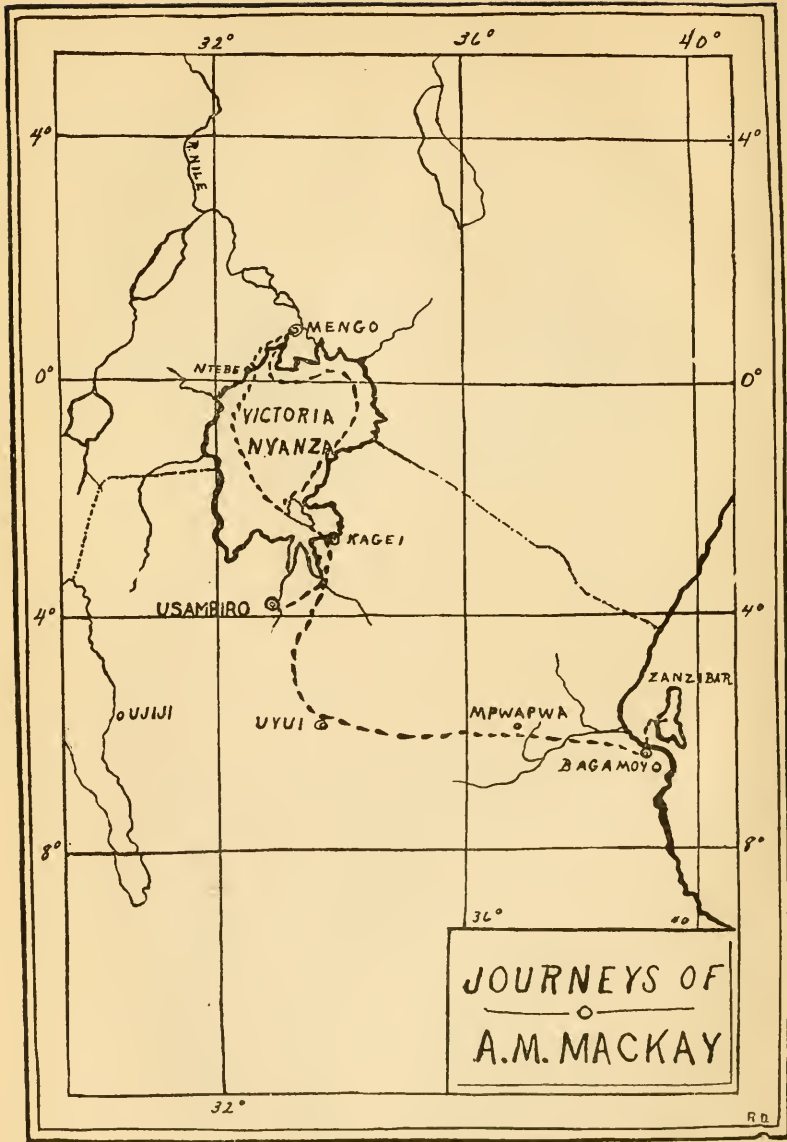 32°
36°
40°
4°
4°
R. NILE
MENGO
NTEBE
0°
0°
VICTORIA
NYANZA
KAGEI
USAMBIRO
4°
4°
ZANZIBAR
UJIJI
UYUI
MPWAPWA
BAGAMOYO
8°
8°
36°
40
JOURNEYS OF
A.M. MACKAY
32°
R D.